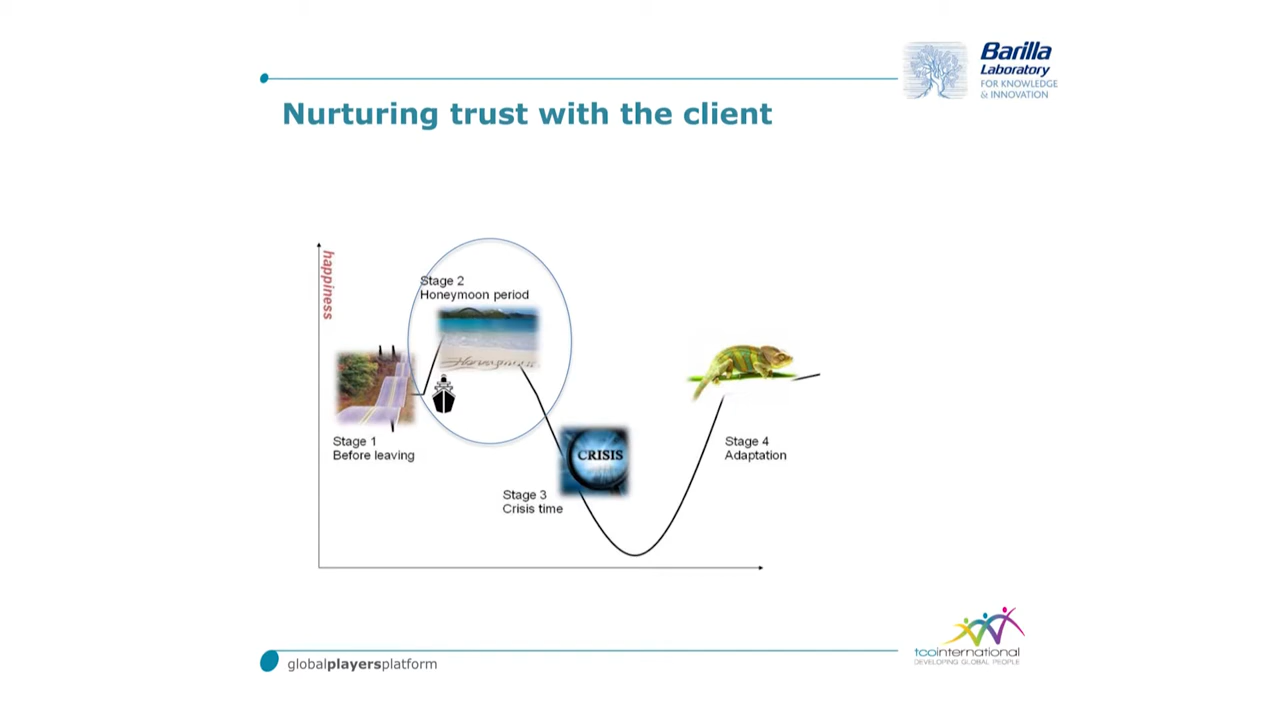 Barilla
Laboratory
FOR KNOWLEDGE
& INNOVATION
Nurturing trust with the client
happiness
Stage 2
Honeymoon period
Honeymoon
Stage 1
Before leaving
CRISIS
Stage 3
Crisis time
Stage 4
Adaptation
globalplayersplatform
tcointernational
DEVELOPING GLOBAL PEOPLE